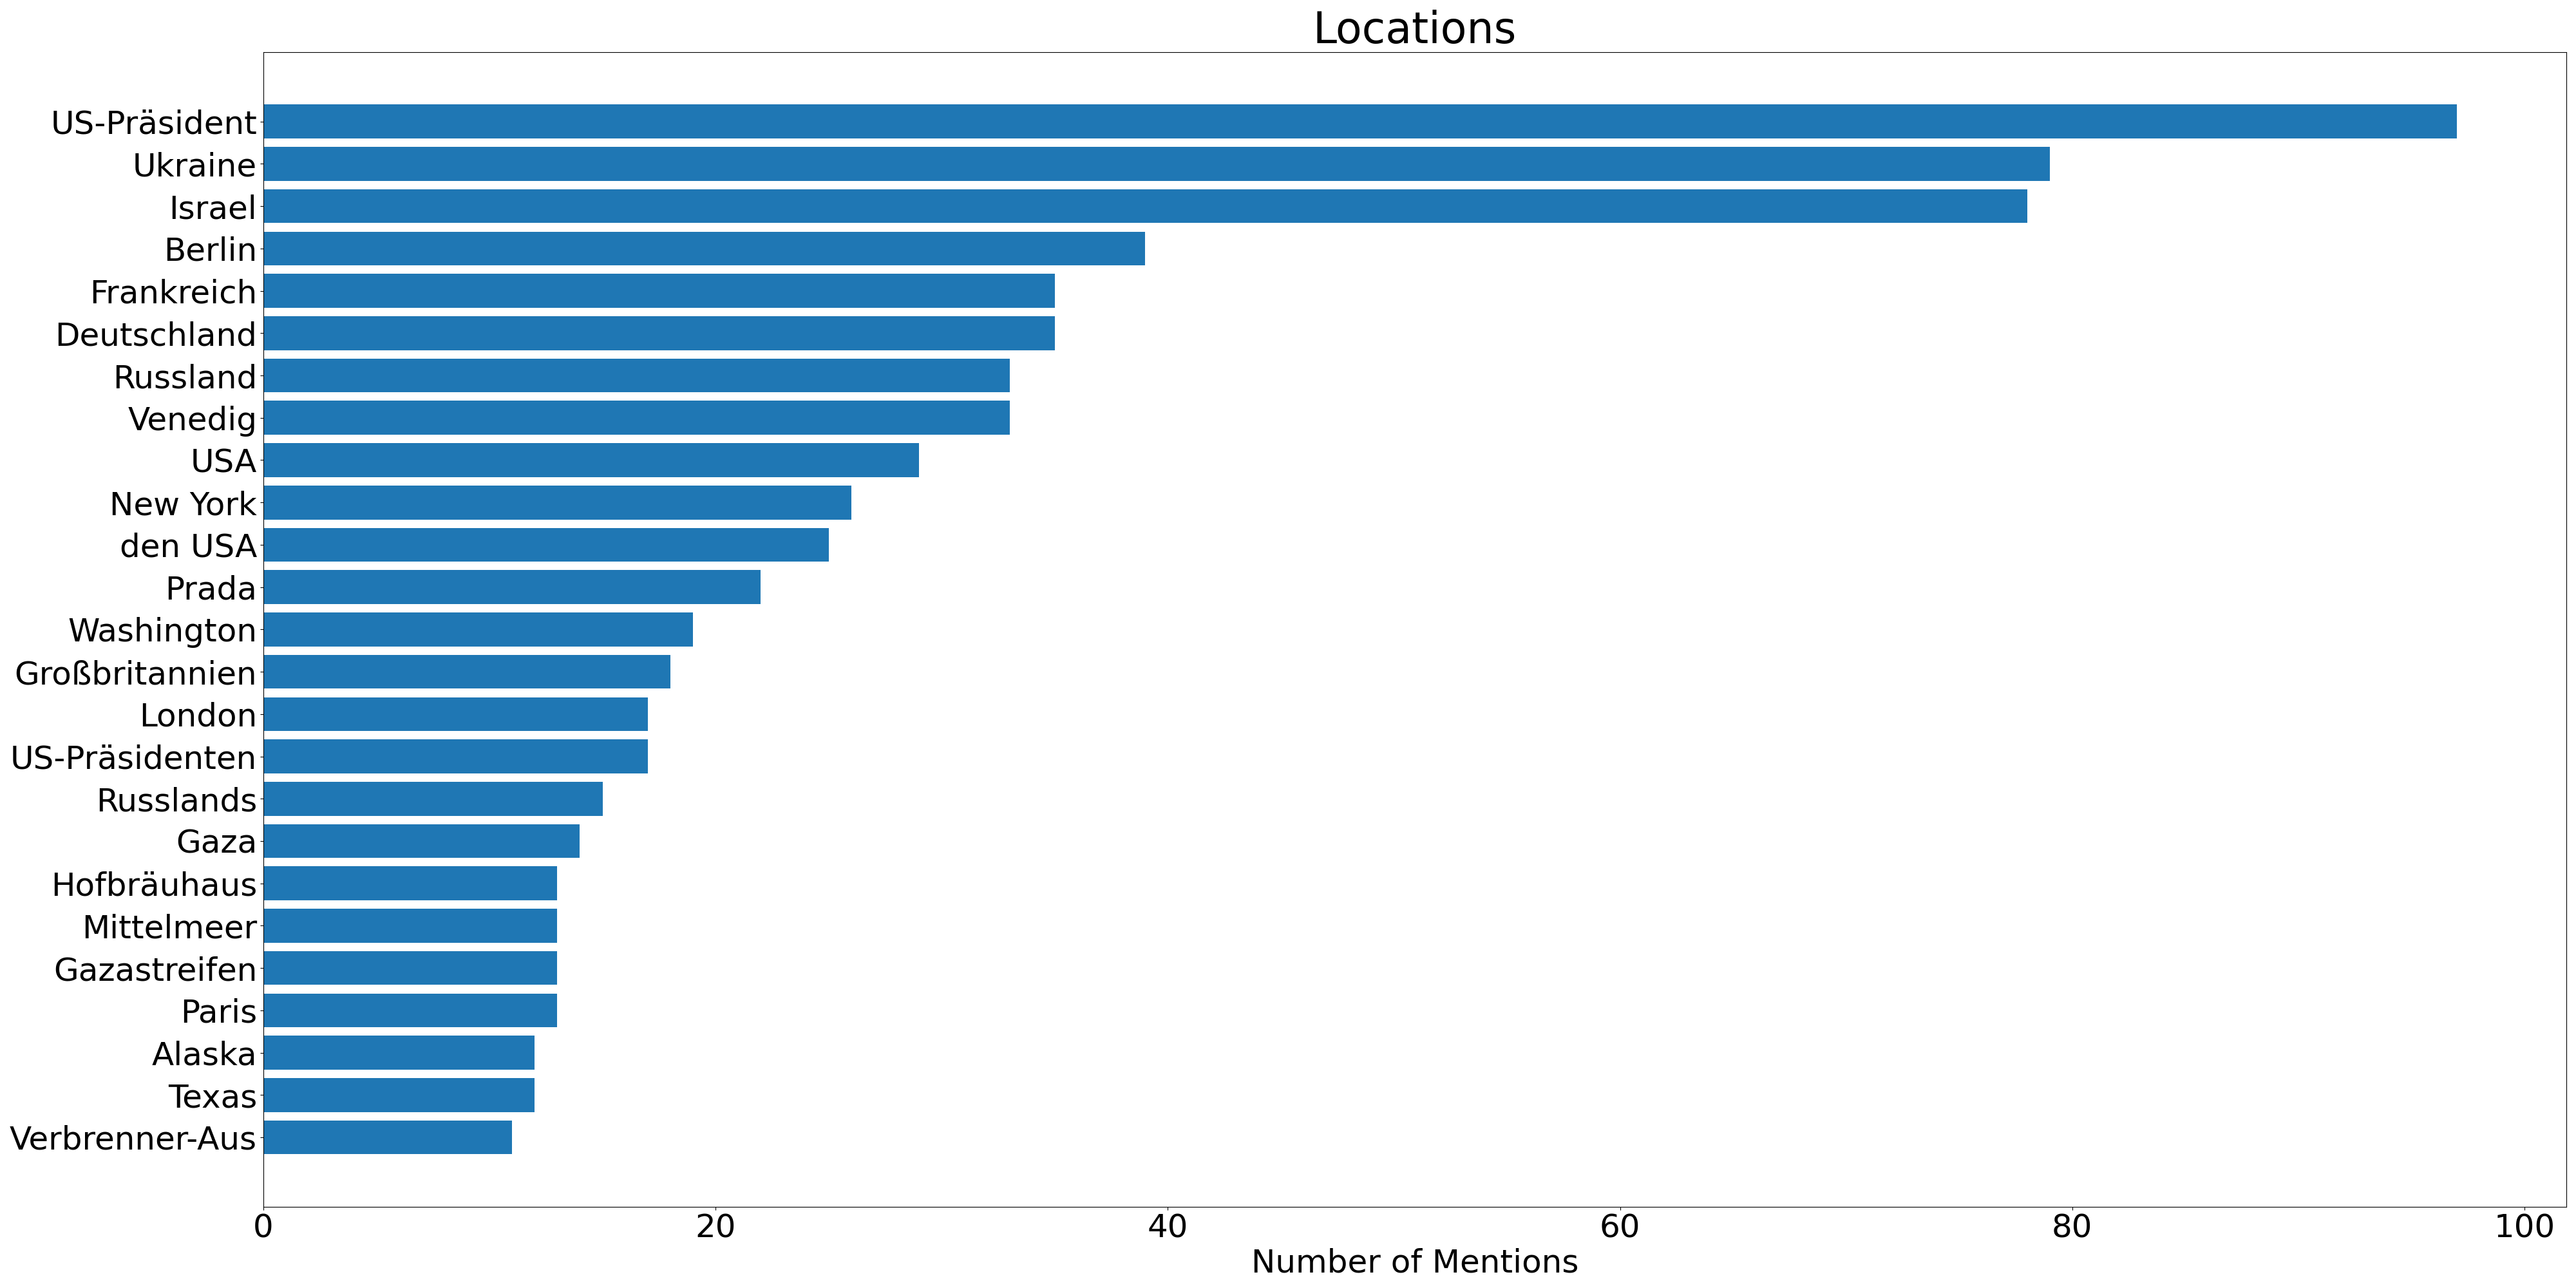 Locations
US-Präsident
Ukraine
Israel
Berlin
Frankreich
Deutschland
Russland
Venedig
USA
New York
den USA
Prada
Washington
Großbritannien
London
US-Präsidenten
Russlands
Gaza
Hofbräuhaus
Mittelmeer
Gazastreifen
Paris
Alaska
Texas
Verbrenner-Aus
0 20 40 60 80 100
Number of Mentions